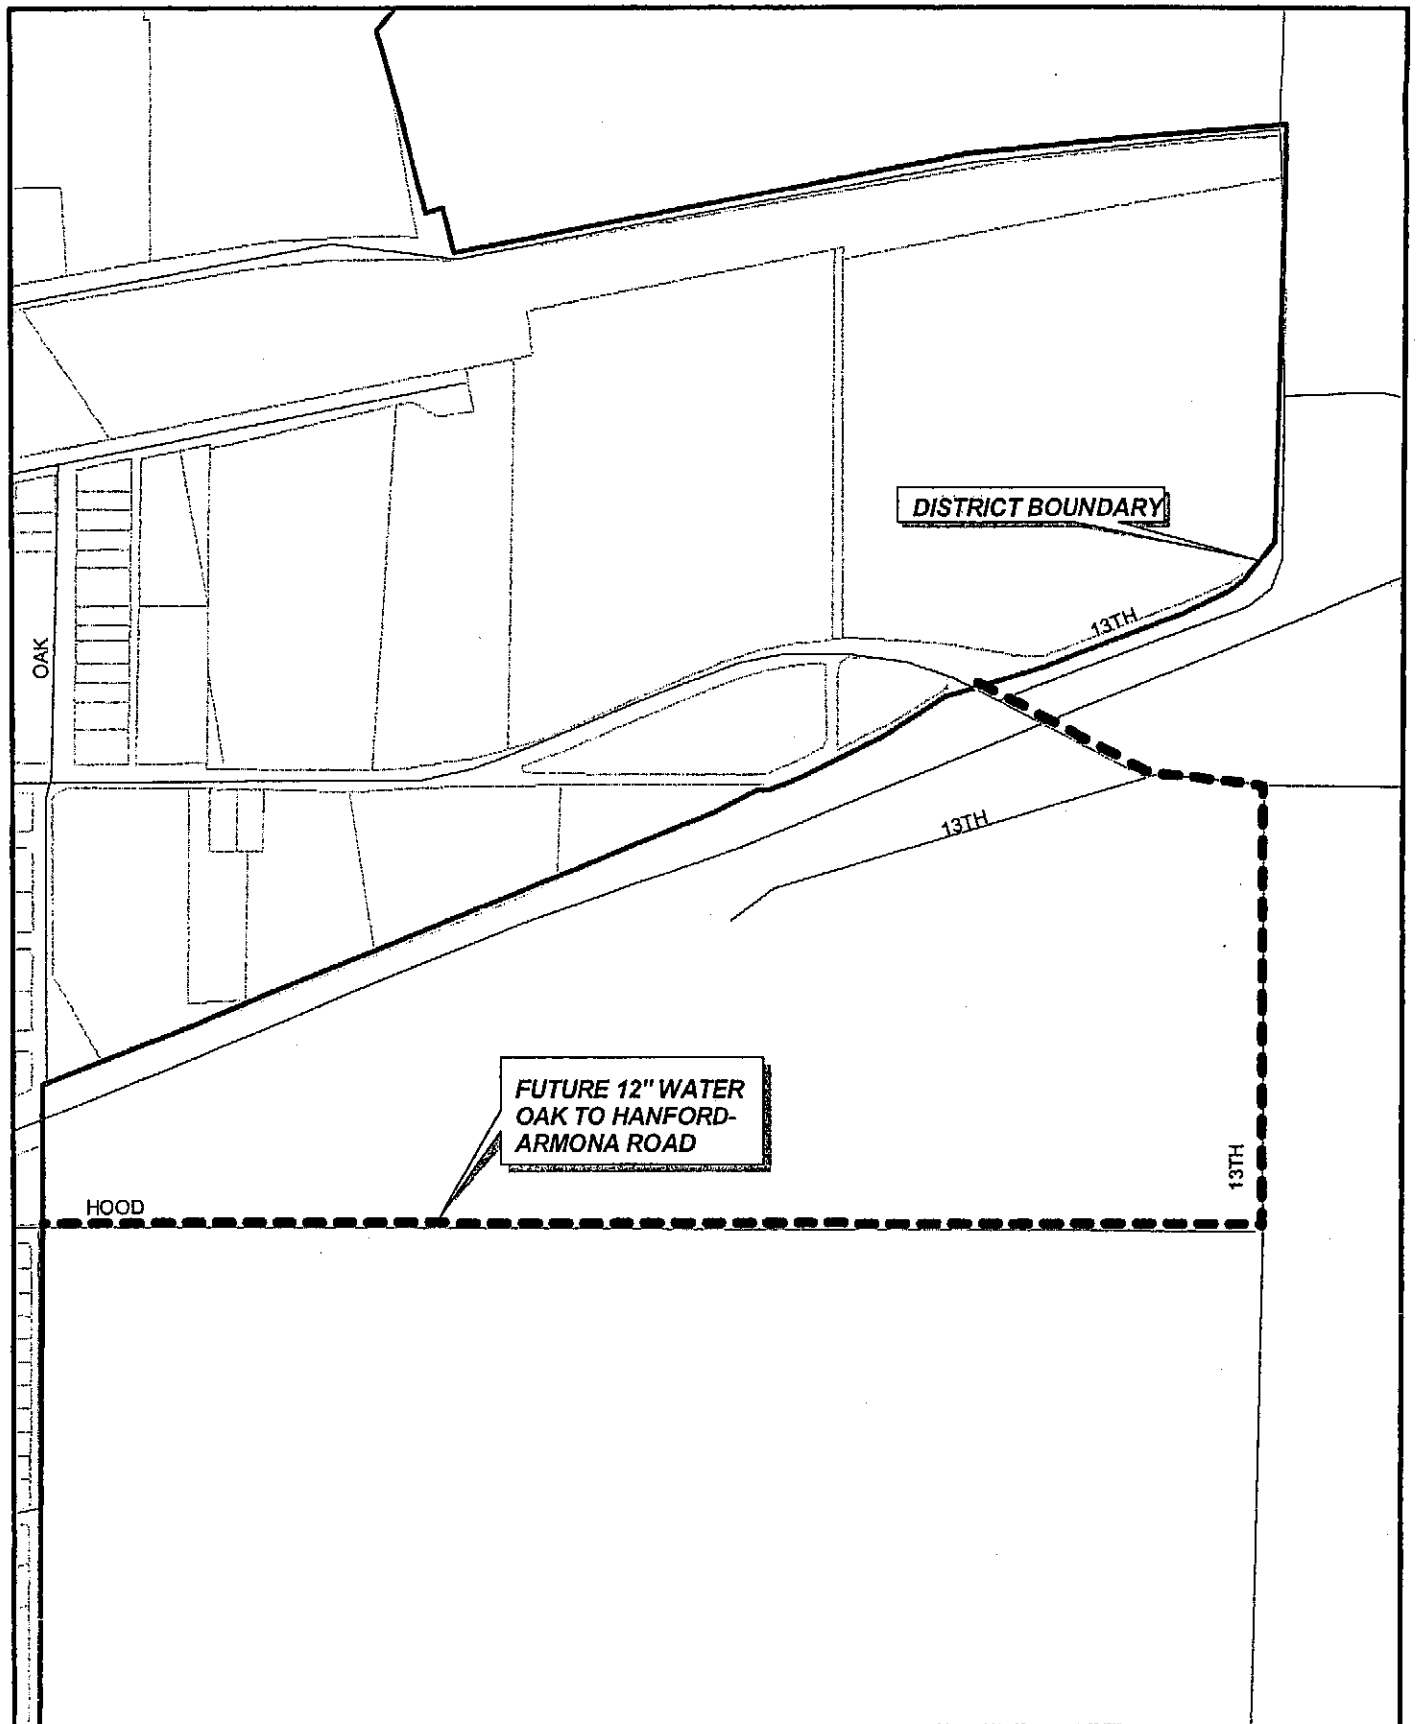 DISTRICT BOUNDARY
13TH
OAK
13TH
FUTURE 12" WATER
OAK TO HANFORD-
ARMONA ROAD
13TH
HOOD